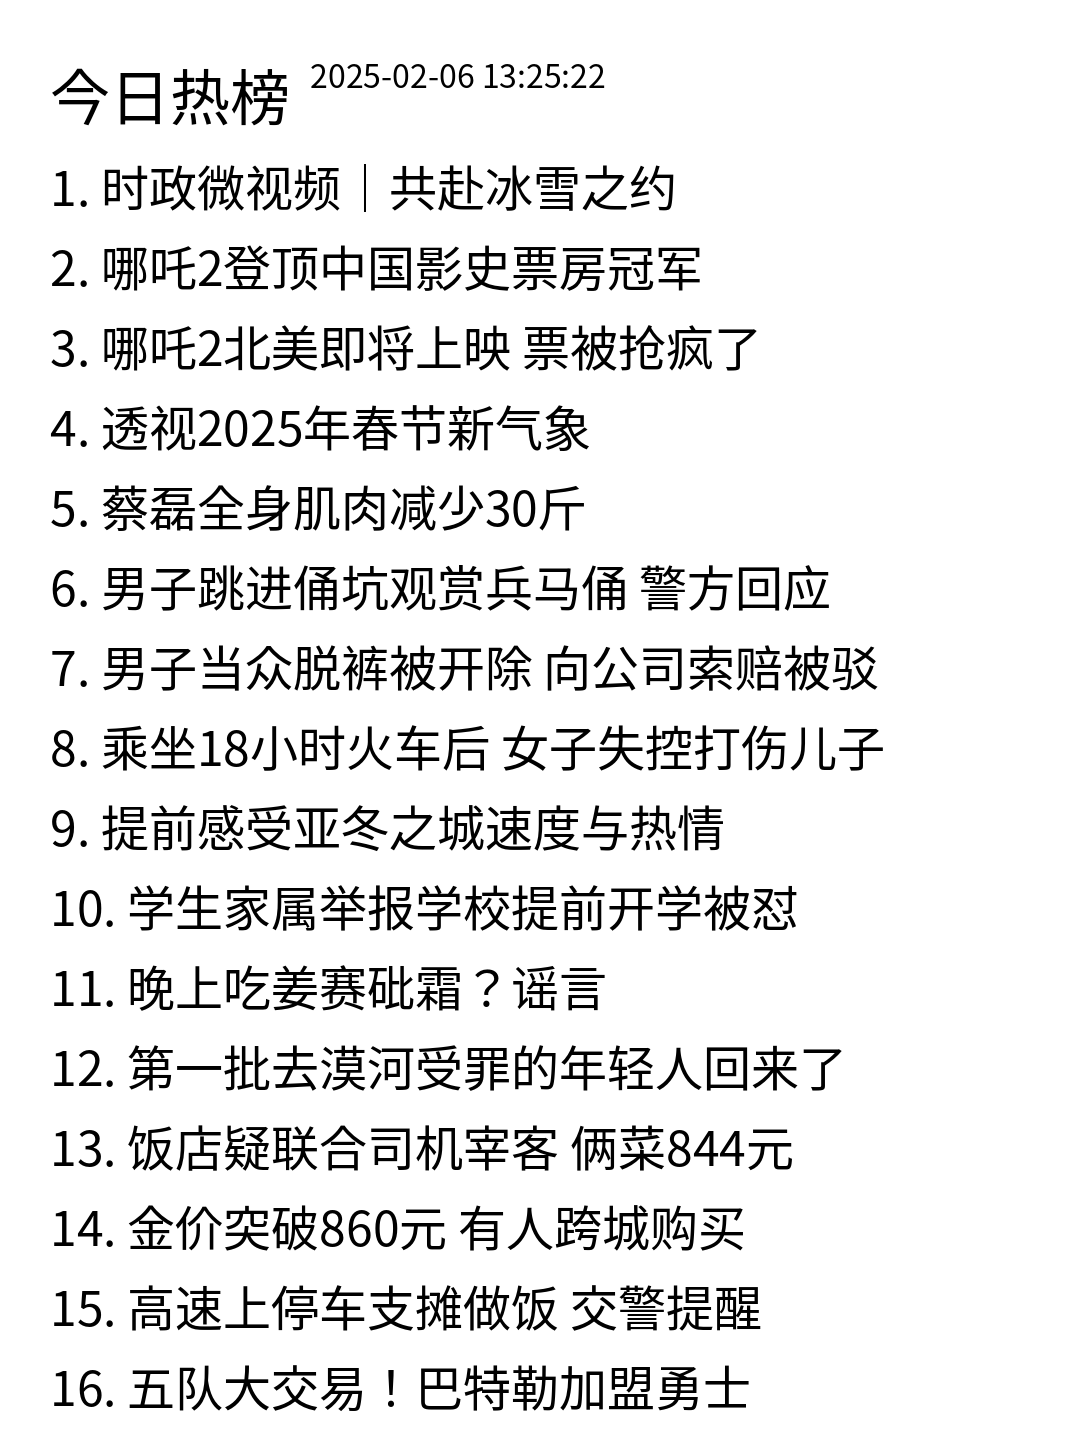 今日热榜 2025-02-06 13:25:22
1. 时政微视频｜共赴冰雪之约
2. 哪吒2登顶中国影史票房冠军
3. 哪吒2北美即将上映 票被抢疯了
4. 透视2025年春节新气象
5. 蔡磊全身肌肉减少30斤
6. 男子跳进俑坑观赏兵马俑 警方回应
7. 男子当众脱裤被开除 向公司索赔被驳
8. 乘坐18小时火车后 女子失控打伤儿子
9. 提前感受亚冬之城速度与热情
10. 学生家属举报学校提前开学被怼
11. 晚上吃姜赛砒霜？谣言
12. 第一批去漠河受罪的年轻人回来了
13. 饭店疑联合司机宰客 俩菜844元
14. 金价突破860元 有人跨城购买
15. 高速上停车支摊做饭 交警提醒
16. 五队大交易！巴特勒加盟勇士